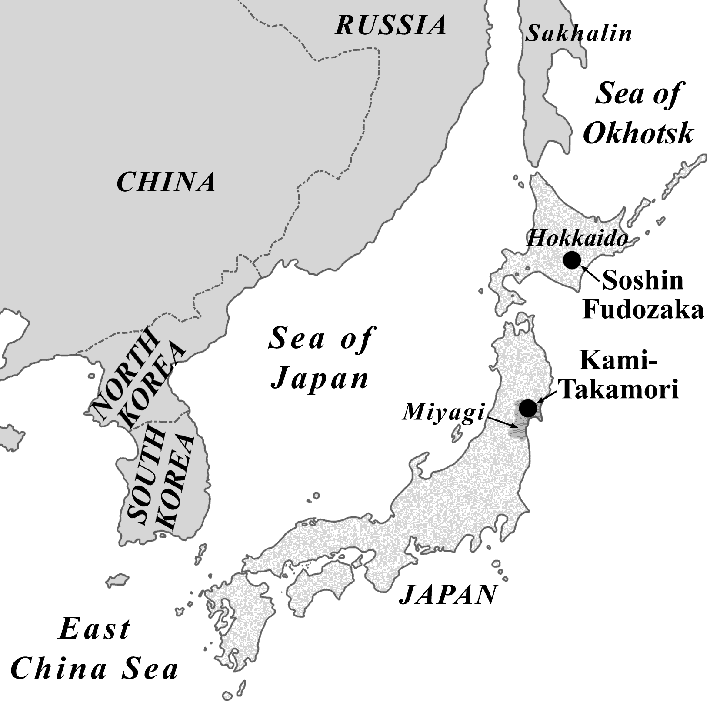 RUSSIA
Sakhalin
Sea of
Okhotsk
CHINA
Hokkaido
Soshin
Fudozaka
Sea of
Japan
NORTH
KOREA
Kami-
Takamori
Miyagi
SOUTH
KOREA
JAPAN
East
China Sea